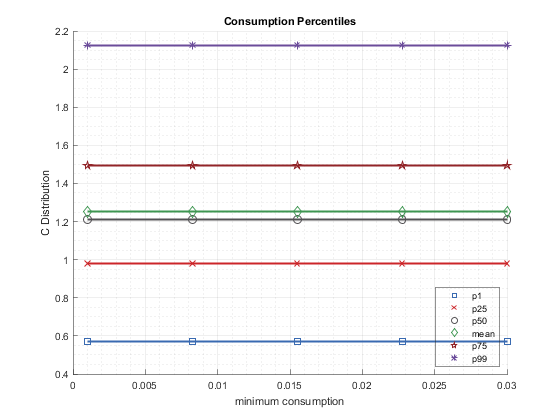 Consumption Percentiles
C Distribution
2.2
2
1.8
1.6
1.4
1.2
1
0.8
0.6
0.4
0
0.005
0.01
0.015
0.02
0.025
0.03
minimum consumption
p1
p25
p50
mean
p75
p99